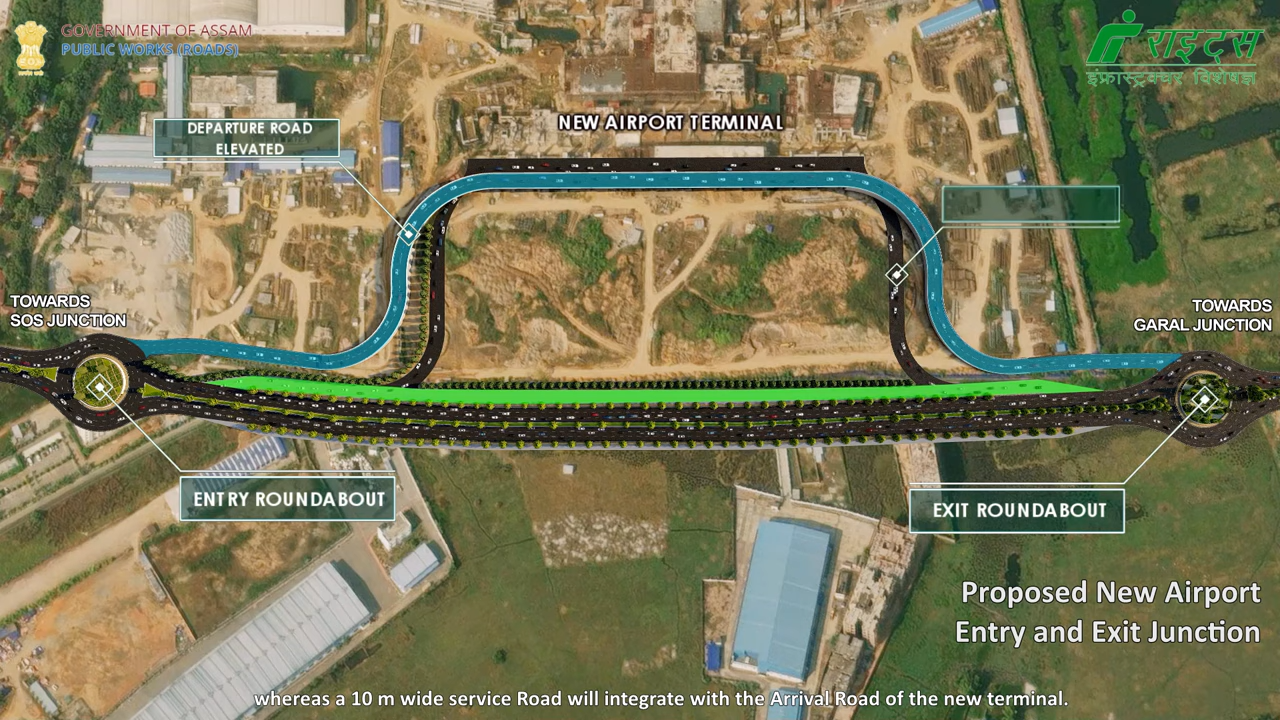 GOVERNMENT OF ASSAM
PUBLIC WORKS (ROADS)
राइट्स
इंफ्रास्ट्रक्चर विशेषज्ञ
NEW AIRPORT TERMINAL
DEPARTURE ROAD
ELEVATED
TOWARDS
SOS JUNCTION
TOWARDS
GARAL JUNCTION
ENTRY ROUNDABOUT
EXIT ROUNDABOUT
Proposed New Airport
Entry and Exit Junction
whereas a 10 m wide service Road will integrate with the Arrival Road of the new terminal.